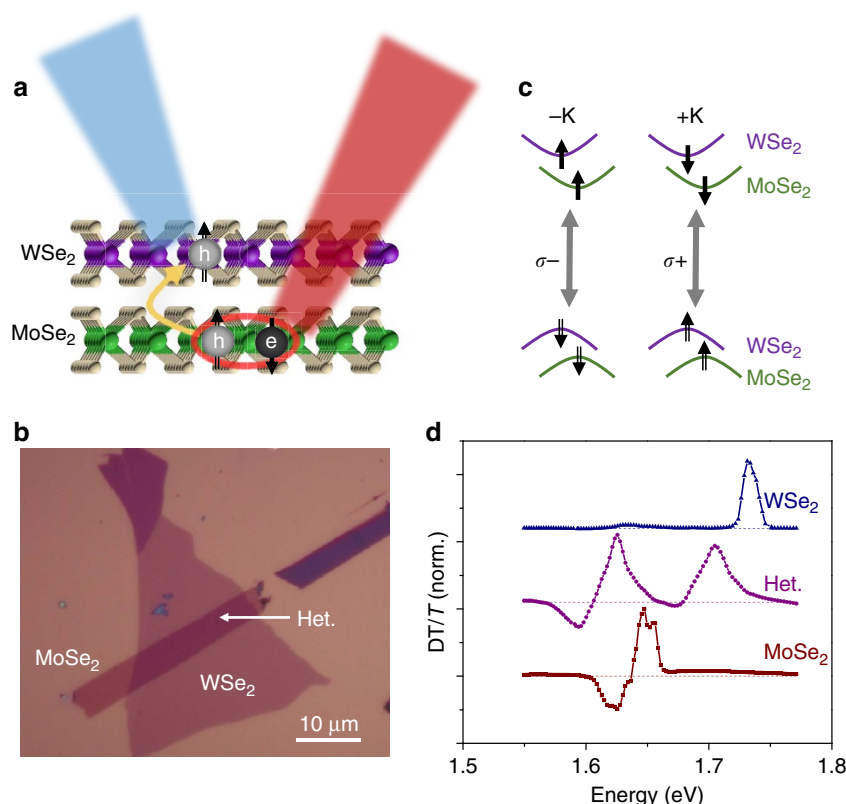 a
WSe2
h
MoSe2
h
e
c
–K
+K
WSe2
MoSe2
σ–
σ+
WSe2
MoSe2
b
MoSe2
WSe2
Het.
10 μm
d
DT/T (norm.)
WSe2
Het.
MoSe2
1.5
1.6
1.7
1.8
Energy (eV)